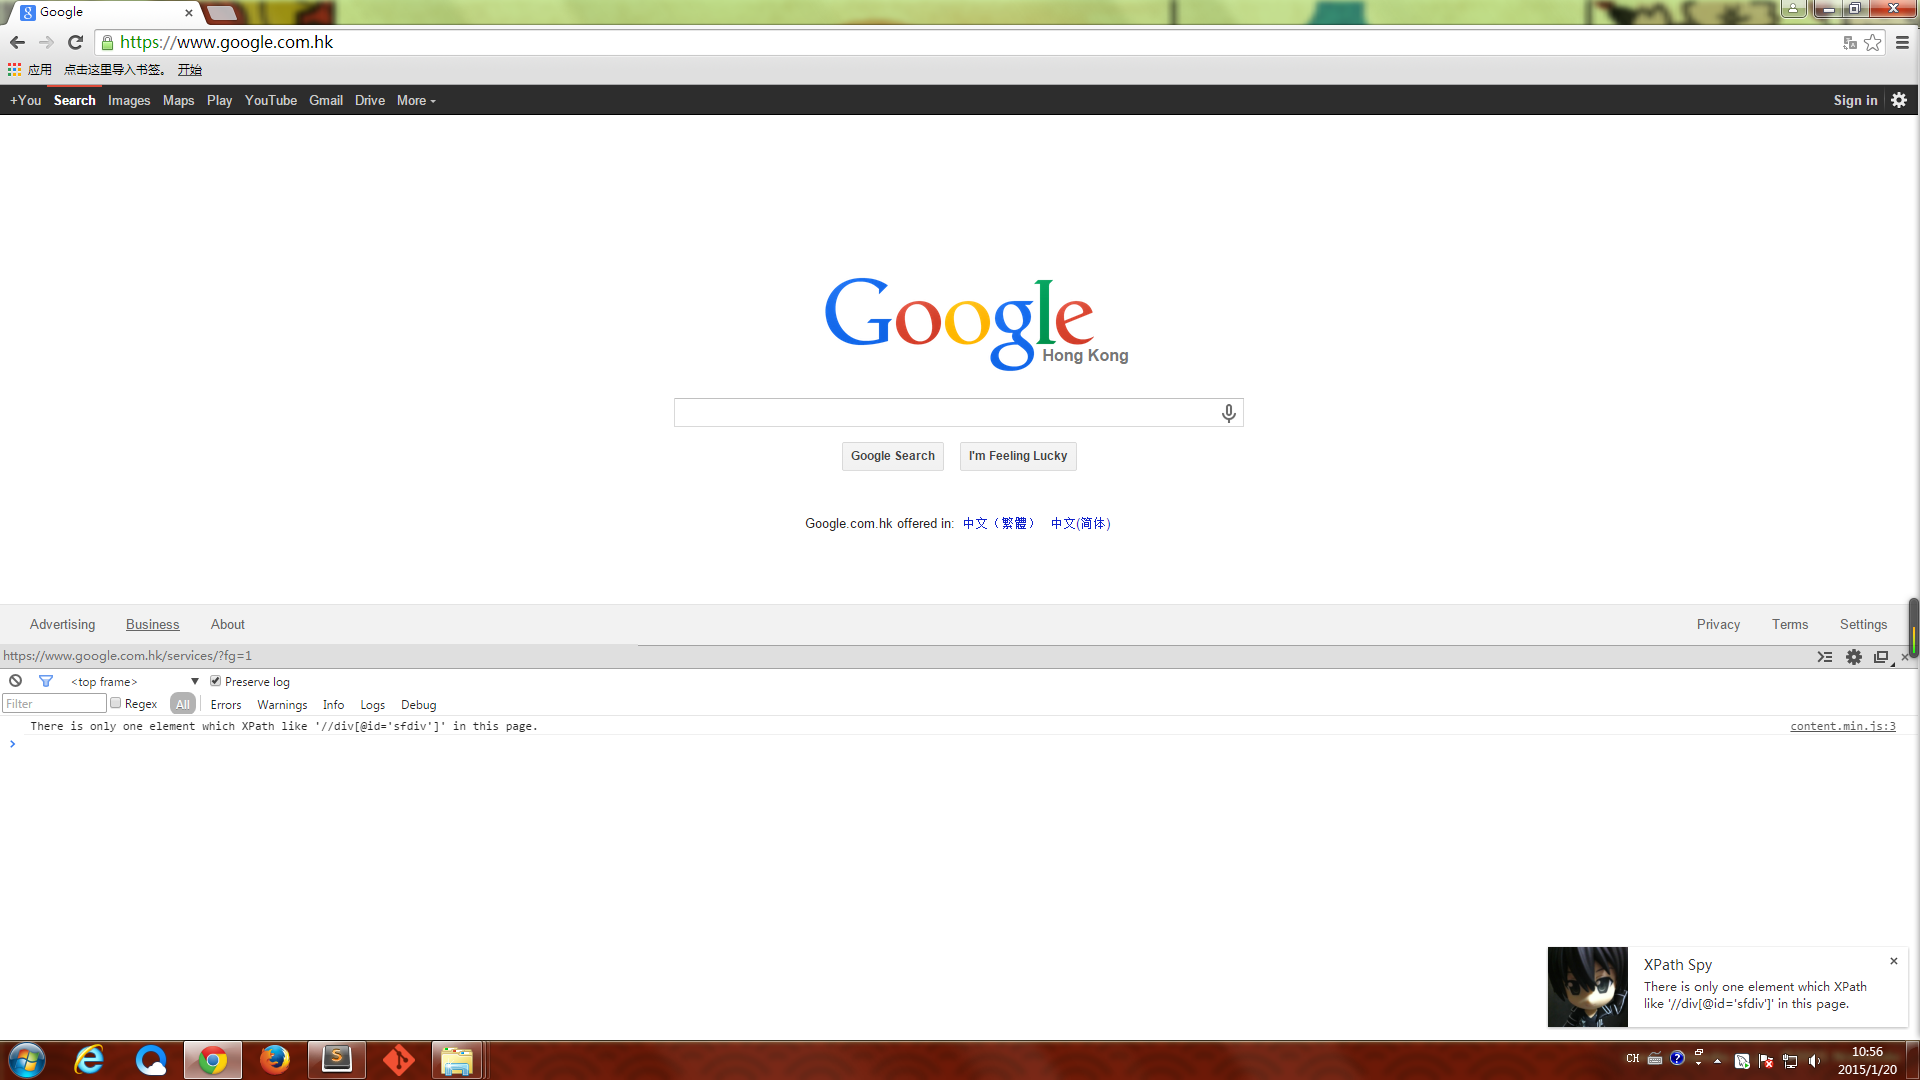 Google
https://www.google.com.hk
应用 点击这里导入书签。 开始
+You Search Images Maps Play YouTube Gmail Drive More Sign in
Google
Hong Kong
Google Search I'm Feeling Lucky
Google.com.hk offered in: 中文（繁體） 中文(简体)
Advertising Business About Privacy Terms Settings
https://www.google.com.hk/services/?fg=1
<top frame> Preserve log
Filter Regex All Errors Warnings Info Logs Debug
There is only one element which XPath like '//div[@id='sfdiv']' in this page. content.min.js:3
XPath Spy
There is only one element which XPath
like '//div[@id='sfdiv']' in this page.
CH 10:56
2015/1/20